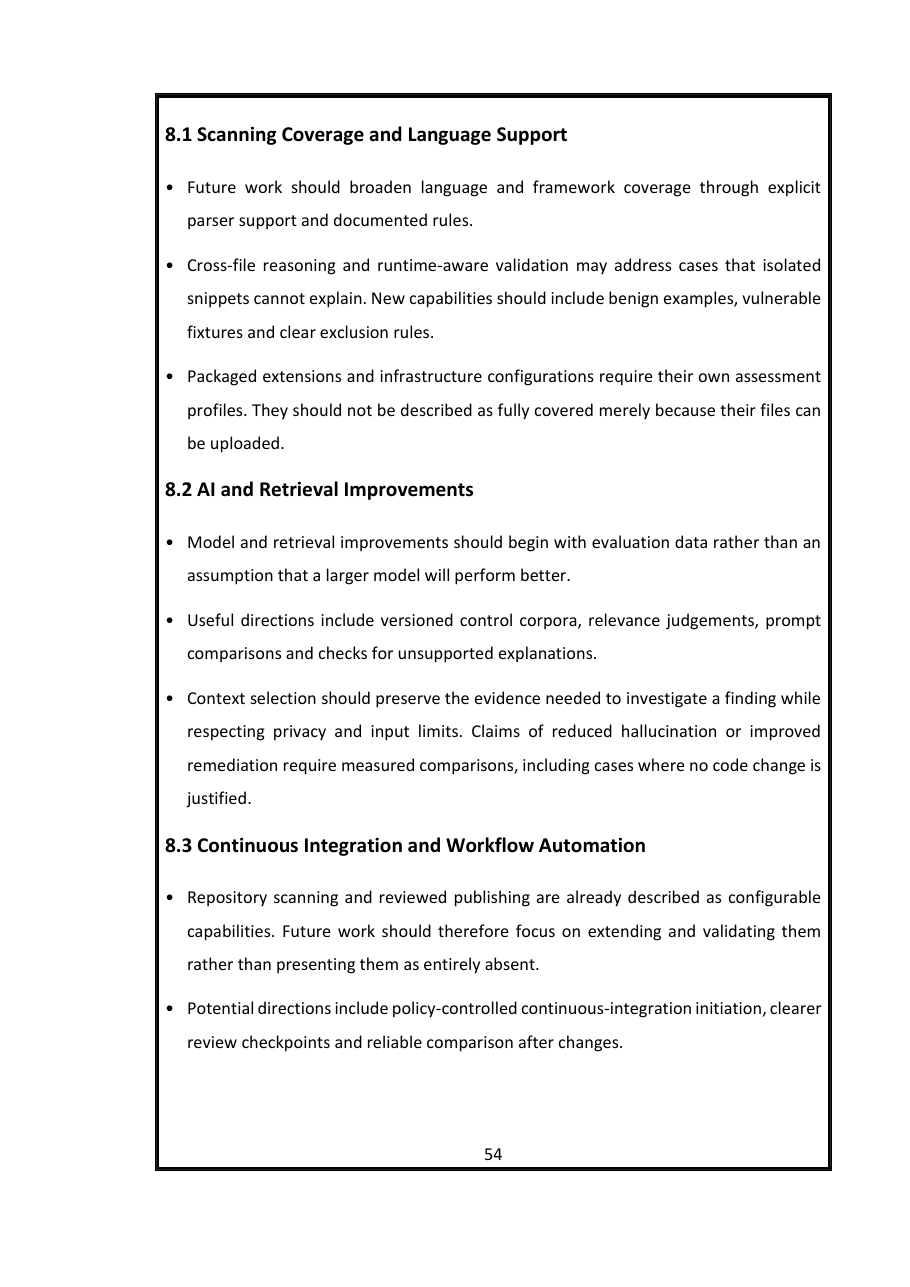 8.1 Scanning Coverage and Language Support
• Future work should broaden language and framework coverage through explicit
parser support and documented rules.
• Cross-file reasoning and runtime-aware validation may address cases that isolated
snippets cannot explain. New capabilities should include benign examples, vulnerable
fixtures and clear exclusion rules.
• Packaged extensions and infrastructure configurations require their own assessment
profiles. They should not be described as fully covered merely because their files can
be uploaded.
8.2 AI and Retrieval Improvements
• Model and retrieval improvements should begin with evaluation data rather than an
assumption that a larger model will perform better.
• Useful directions include versioned control corpora, relevance judgements, prompt
comparisons and checks for unsupported explanations.
• Context selection should preserve the evidence needed to investigate a finding while
respecting privacy and input limits. Claims of reduced hallucination or improved
remediation require measured comparisons, including cases where no code change is
justified.
8.3 Continuous Integration and Workflow Automation
• Repository scanning and reviewed publishing are already described as configurable
capabilities. Future work should therefore focus on extending and validating them
rather than presenting them as entirely absent.
• Potential directions include policy-controlled continuous-integration initiation, clearer
review checkpoints and reliable comparison after changes.
54